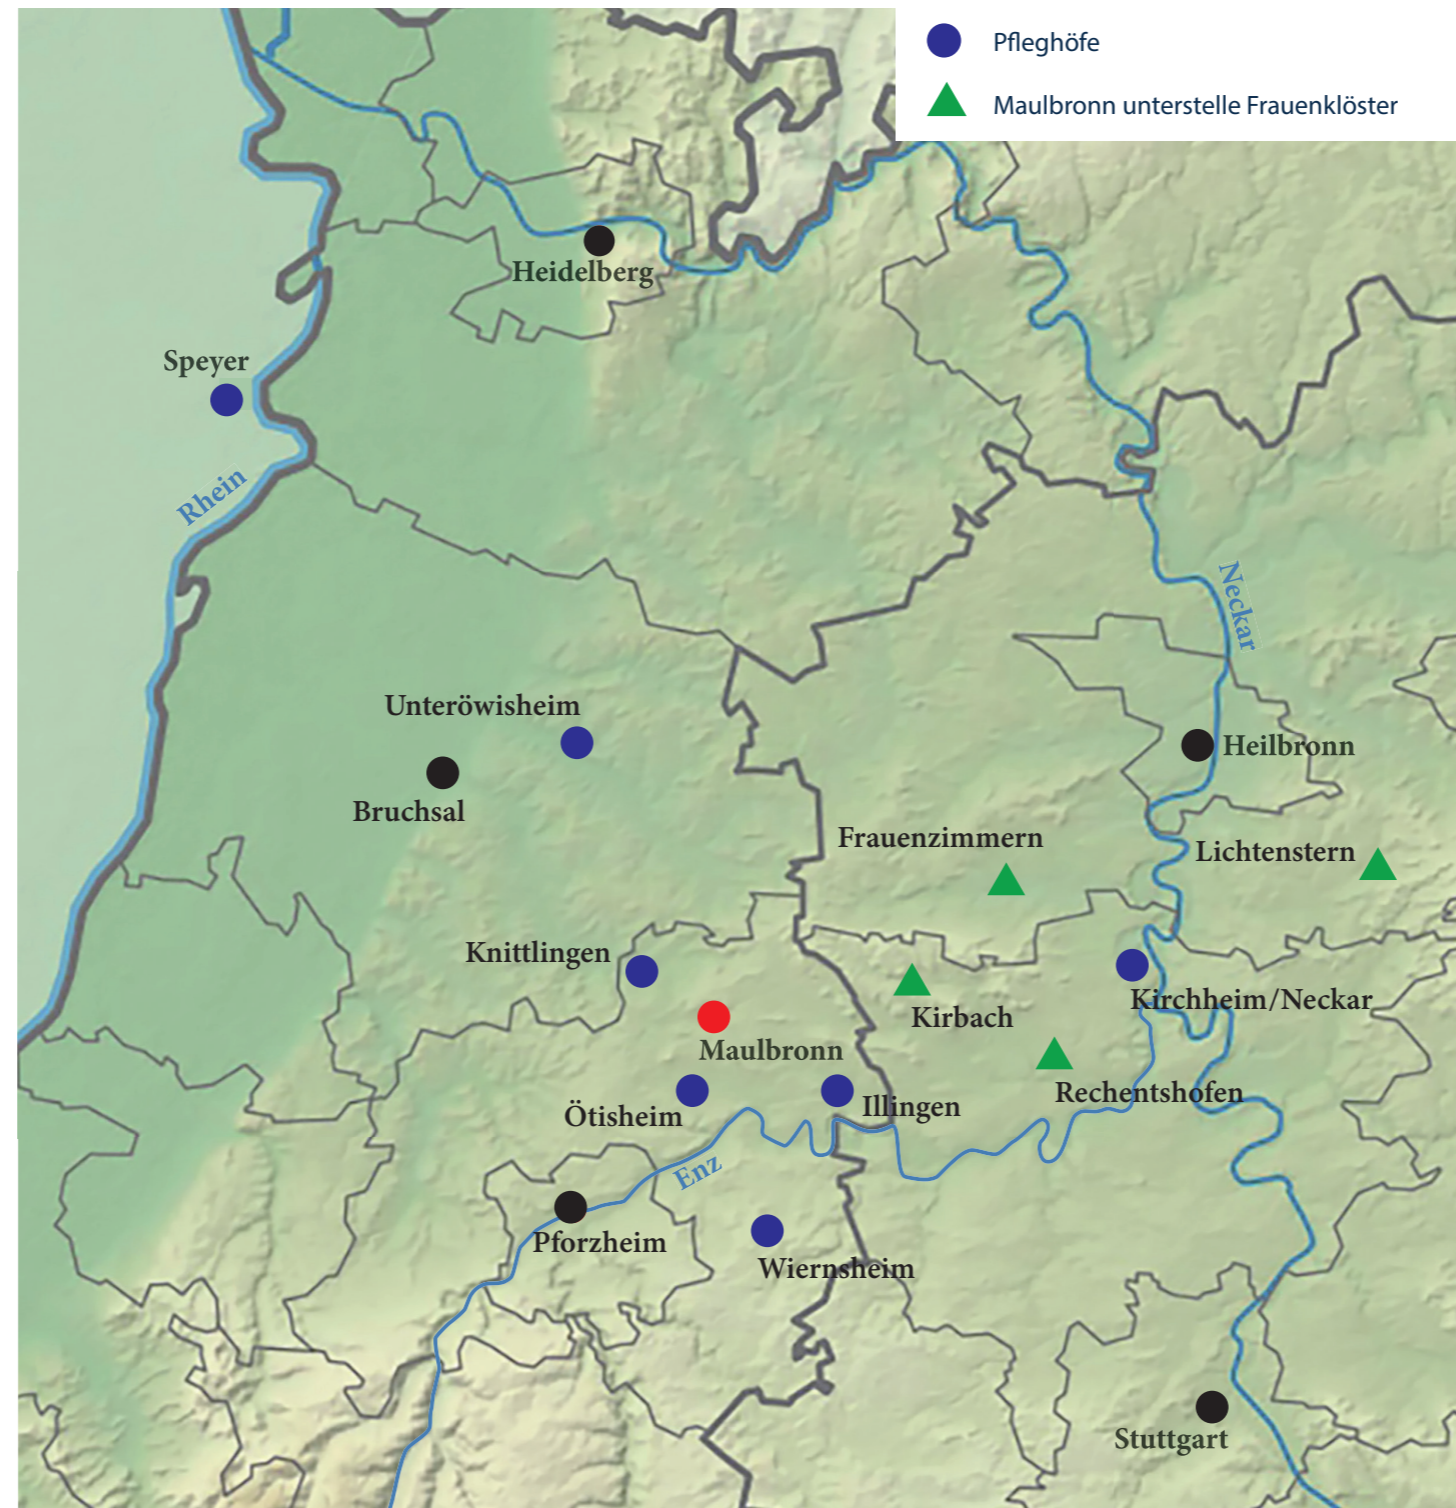 Pfleghöfe
Maulbronn unterstelle Frauenklöster
Heidelberg
Speyer
Rhein
Neckar
Unteröwisheim
Heilbronn
Bruchsal
Frauenzimmern
Lichtenstern
Knittlingen
Kirchheim/Neckar
Kirbach
Maulbronn
Rechentshofen
Illingen
Ötisheim
Enz
Pforzheim
Wiernsheim
Stuttgart